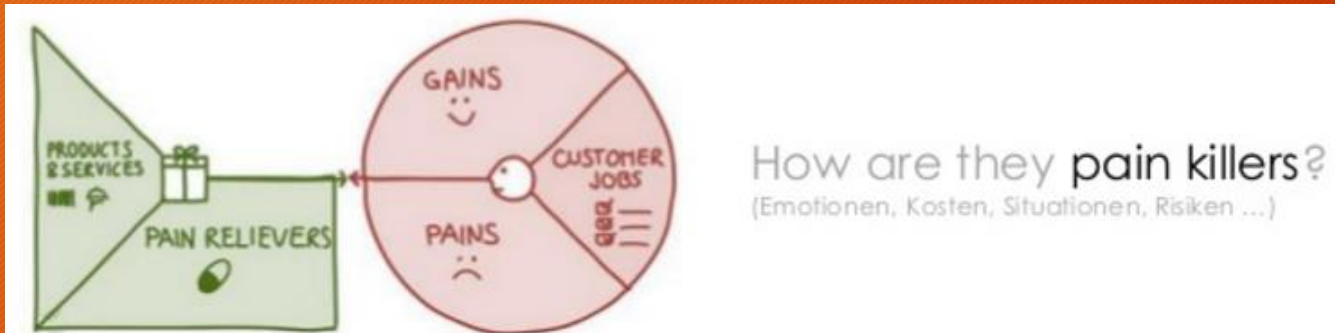 PRODUCTS
& SERVICES
PAIN RELIEVERS
GAINS
CUSTOMER
JOBS
PAINS
How are they pain killers?
(Emotionen, Kosten, Situationen, Risiken ...)